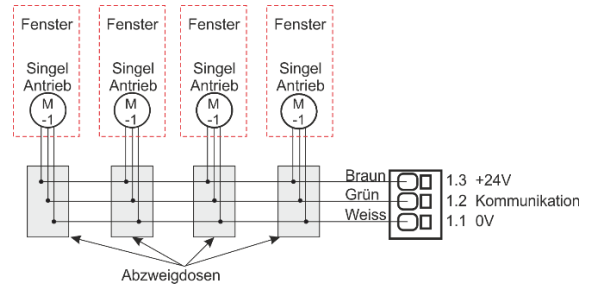 Fenster Fenster Fenster Fenster
Singel Singel Singel Singel
Antrieb Antrieb Antrieb Antrieb
M M M M
-1 -1 -1 -1
Braun 1.3 +24V
Grün 1.2 Kommunikation
Weiss 1.1 0V
Abzweigdosen